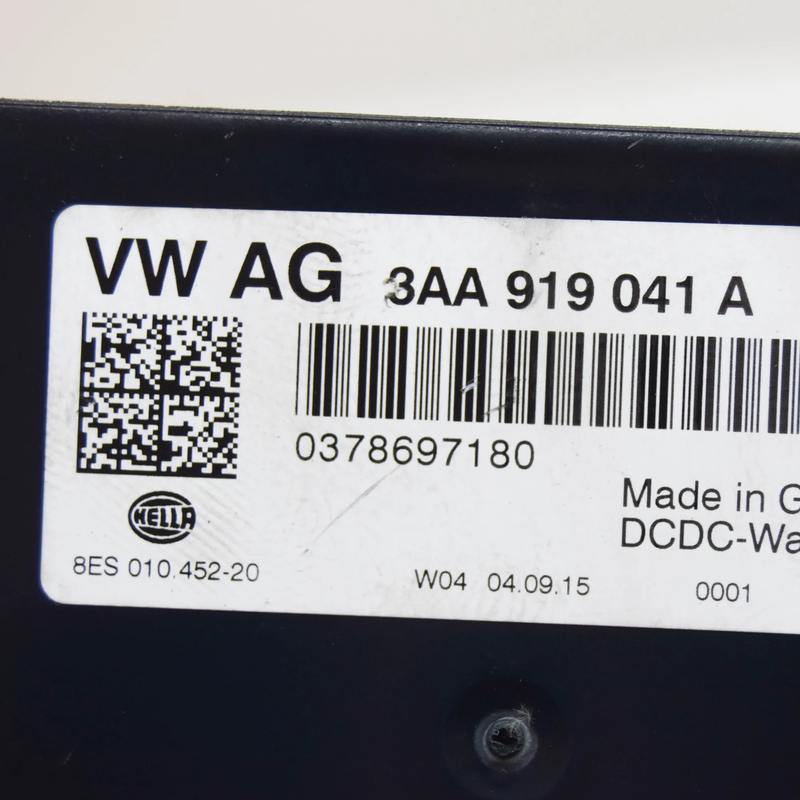 VW AG 3AA 919 041 A
0378697180
Made in G
DCDC-Wa
HELLA
8ES 010.452-20
W04 04.09.15
0001